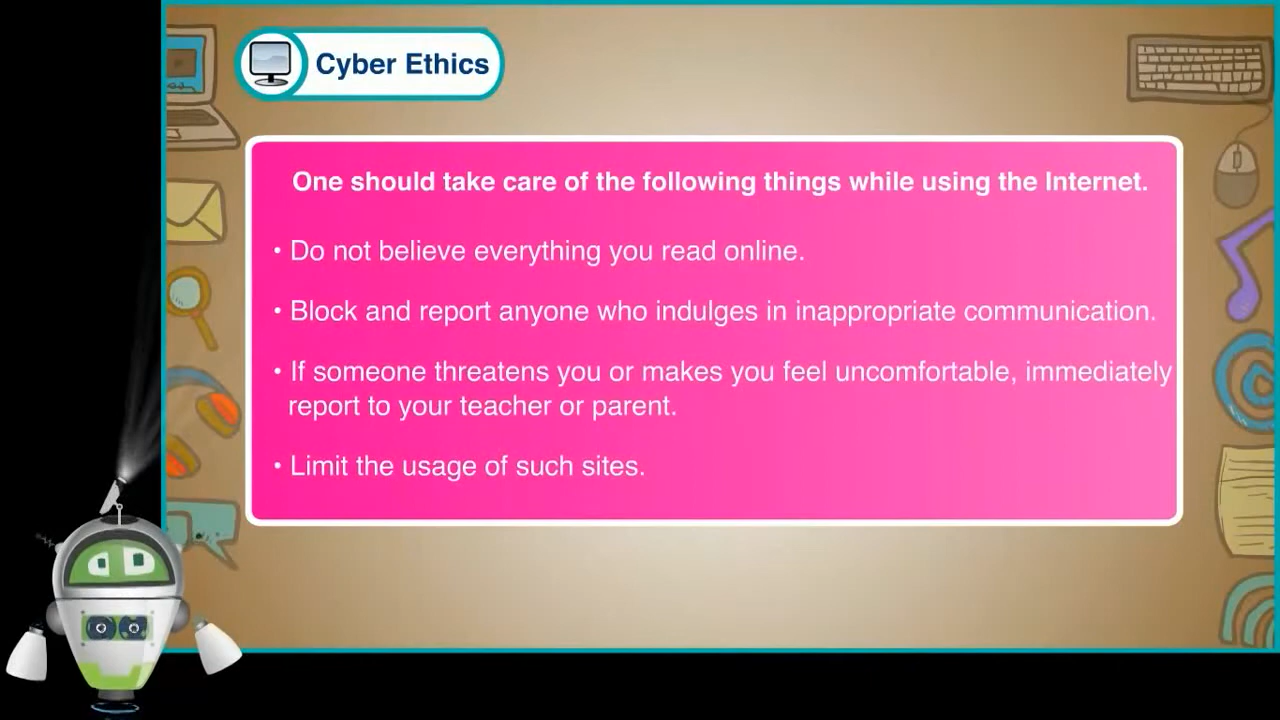 Cyber Ethics
One should take care of the following things while using the Internet.
• Do not believe everything you read online.
• Block and report anyone who indulges in inappropriate communication.
• If someone threatens you or makes you feel uncomfortable, immediately
report to your teacher or parent.
• Limit the usage of such sites.